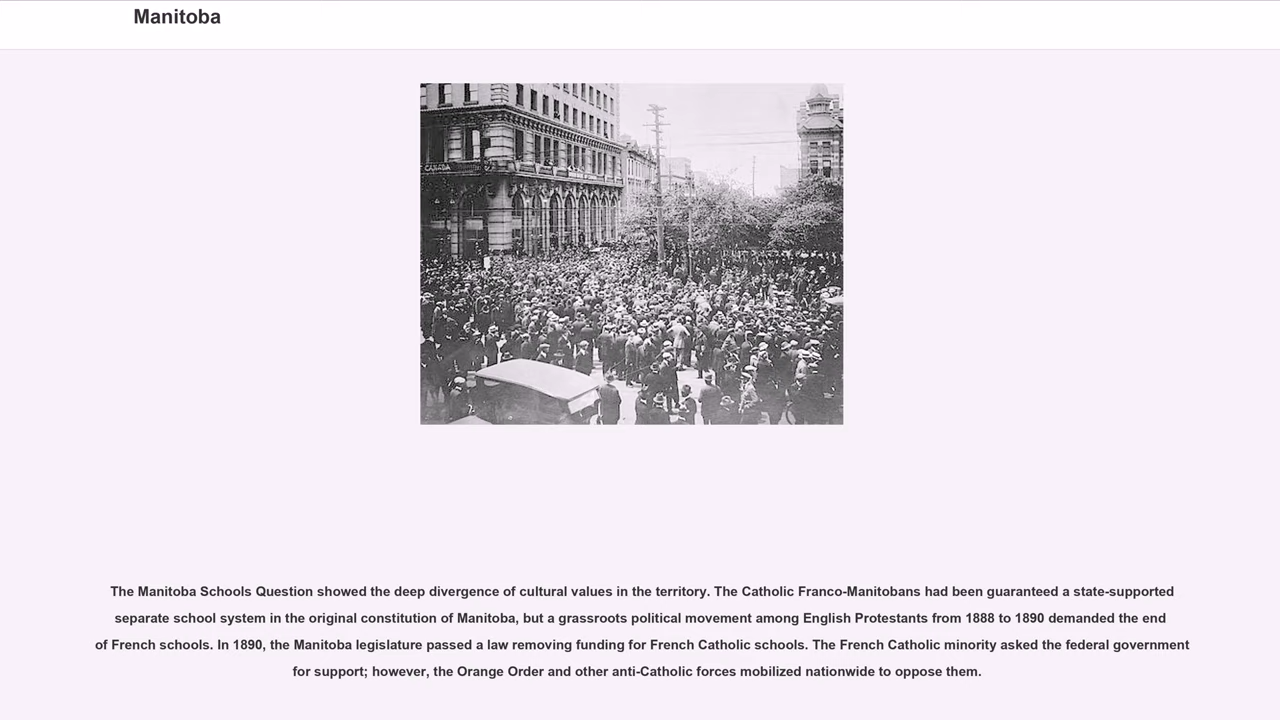 Manitoba
CANADA
The Manitoba Schools Question showed the deep divergence of cultural values in the territory. The Catholic Franco-Manitobans had been guaranteed a state-supported
separate school system in the original constitution of Manitoba, but a grassroots political movement among English Protestants from 1888 to 1890 demanded the end
of French schools. In 1890, the Manitoba legislature passed a law removing funding for French Catholic schools. The French Catholic minority asked the federal government
for support; however, the Orange Order and other anti-Catholic forces mobilized nationwide to oppose them.